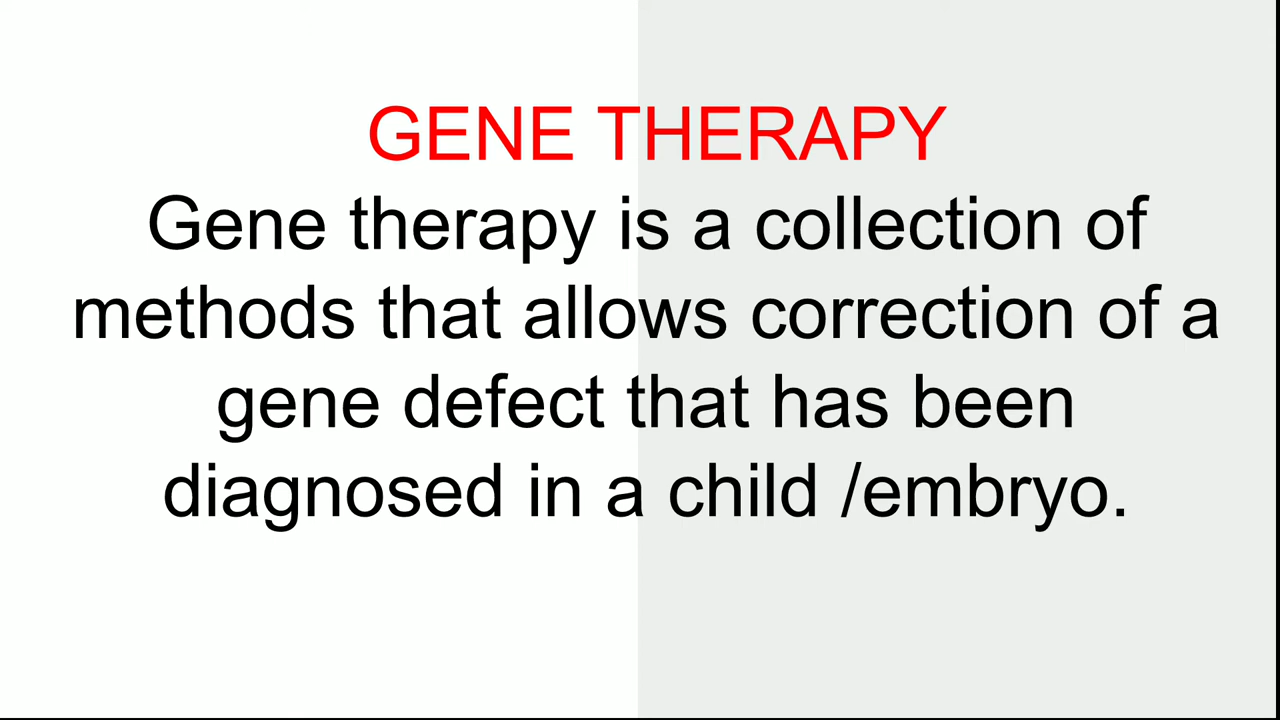 GENE THERAPY
Gene therapy is a collection of
methods that allows correction of a
gene defect that has been
diagnosed in a child /embryo.